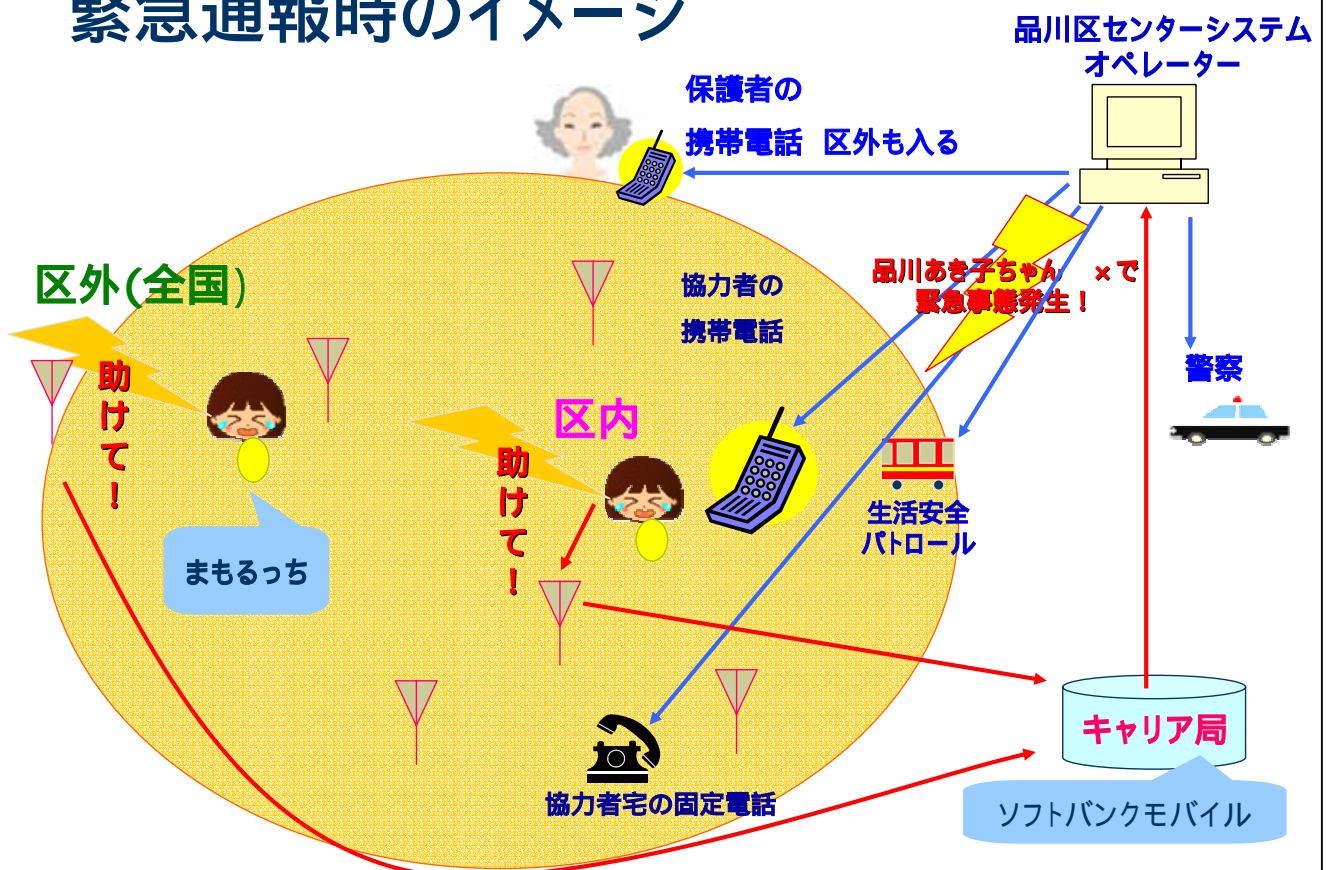 緊急通報時のイメージ
品川区センターシステム
オペレーター
保護者の
携帯電話 区外も入る
区外(全国)
協力者の
携帯電話
品川あき子ちゃん ×で
緊急事態発生！
警察
助けて！
区内
助けて！
生活安全
パトロール
まもるっち
キャリア局
協力者宅の固定電話
ソフトバンクモバイル